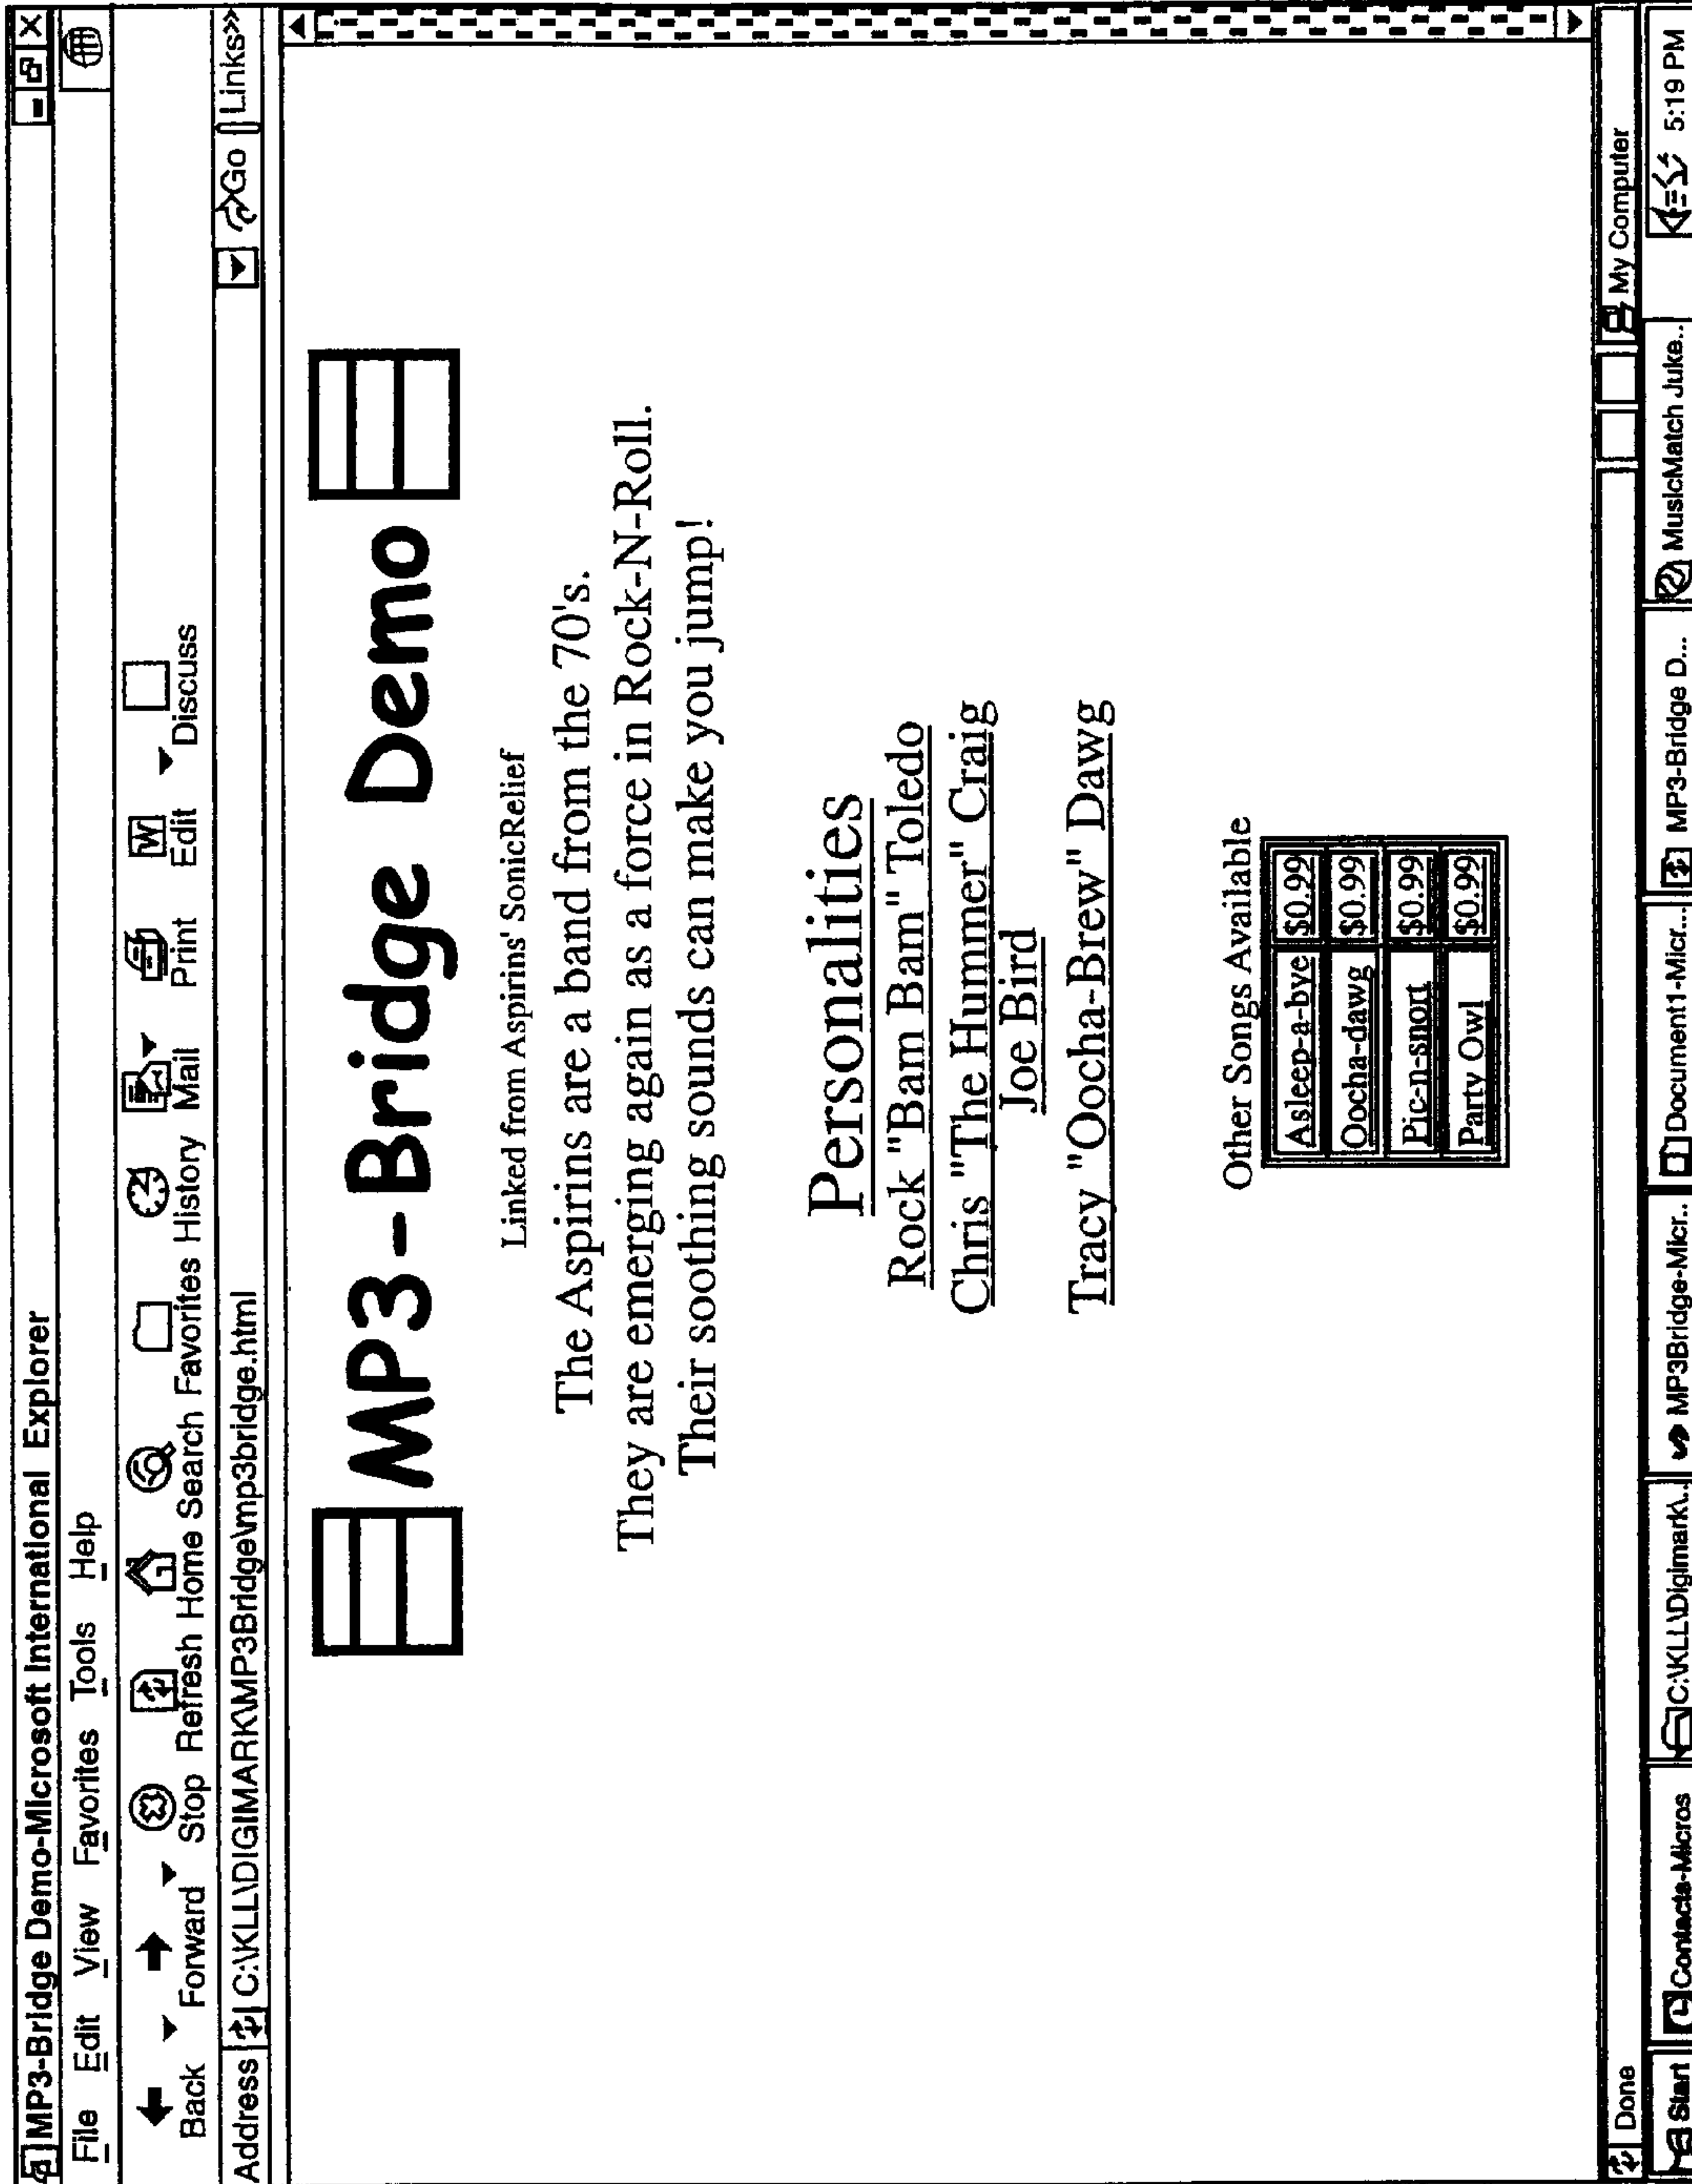 MP3-Bridge Demo-Microsoft International Explorer
File Edit View Favorites Tools Help
Back Forward Stop Refresh Home Search Favorites History Mail Print Edit Discuss
Address C:\KLL\DIGIMARK\MP3Bridge\mp3bridge.html Go Links»
MP3-Bridge Demo
Linked from Aspirins' SonicRelief
The Aspirins are a band from the 70's.
They are emerging again as a force in Rock-N-Roll.
Their soothing sounds can make you jump!
Personalities
Rock "Bam Bam" Toledo
Chris "The Hummer" Craig
Joe Bird
Tracy "Oocha-Brew" Dawg
Other Songs Available
Asleep-a-bye $0.99
Oocha-dawg $0.99
Pic-n-snort $0.99
Party Owl $0.99
Done My Computer
Start Contacts-Micros C:\KLL\Digimark\.. MP3Bridge-Micr.. Document1-Micr... MP3-Bridge D... MusicMatch Juke.. 5:19 PM